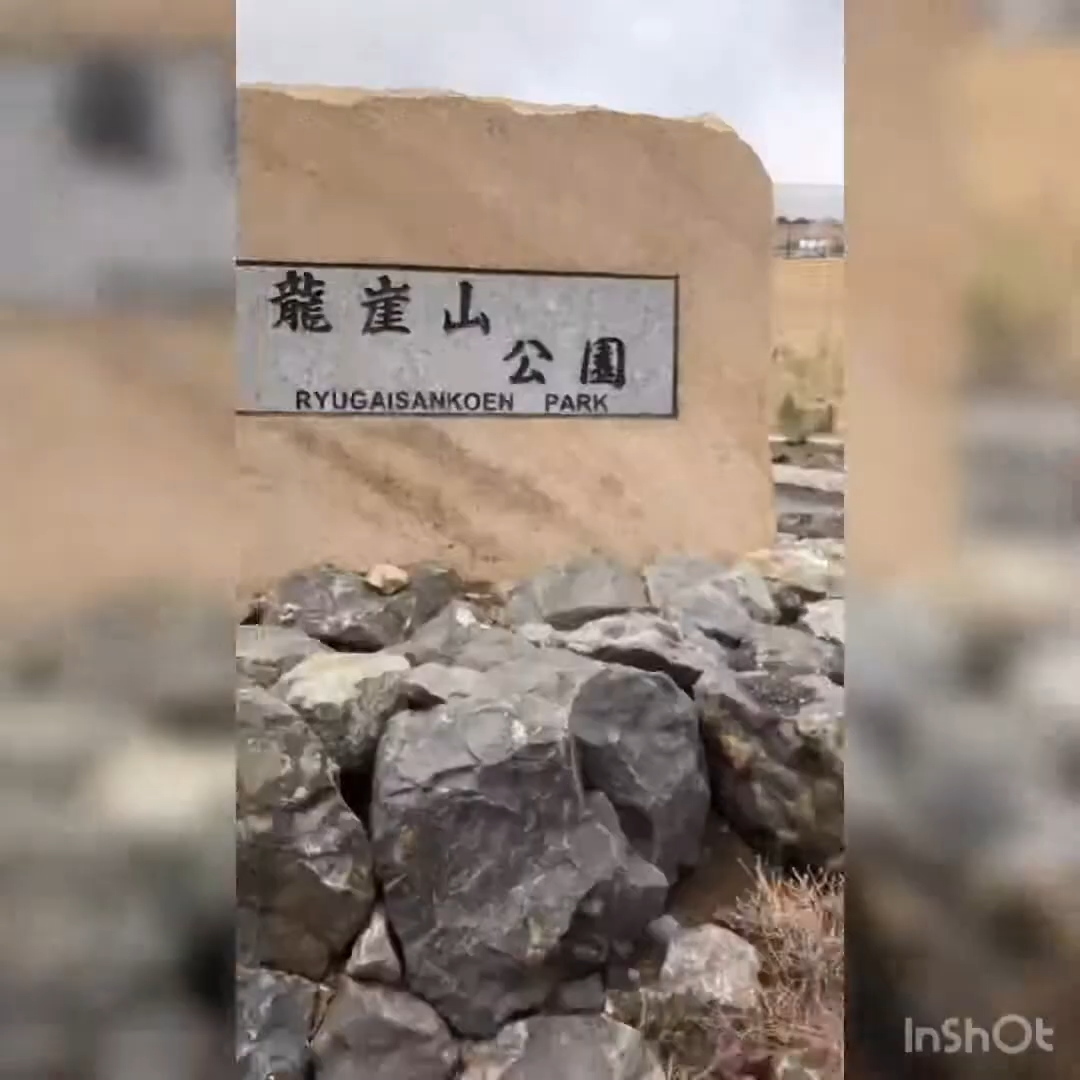 龍崖山
公園
RYUGAISANKOEN PARK
InShOt